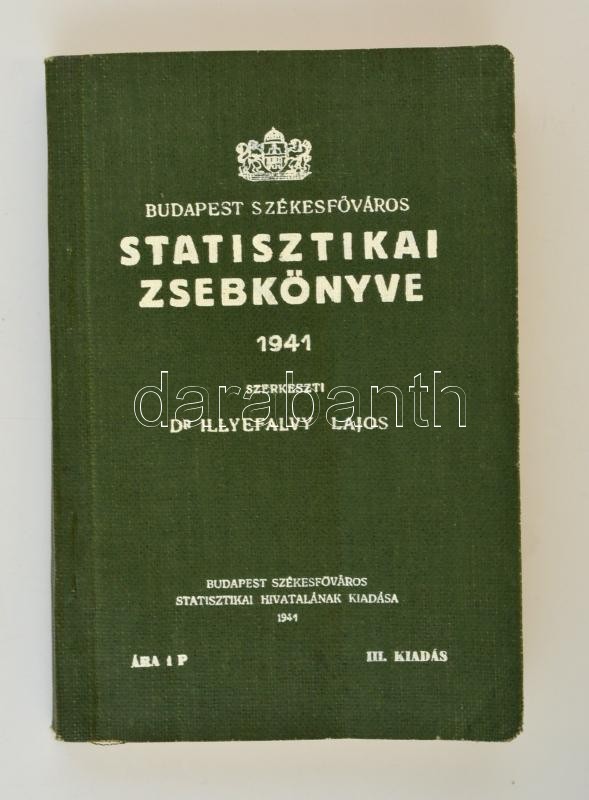 BUDAPEST SZÉKESFŐVÁROS
STATISZTIKAI
ZSEBKÖNYVE
1941
SZERKESZTI
darabanth
DR ILLYEFALVY LAJOS
BUDAPEST SZÉKESFŐVÁROS
STATISZTIKAI HIVATALÁNAK KIADÁSA
1941
ÁRA 1 P III. KIADÁS